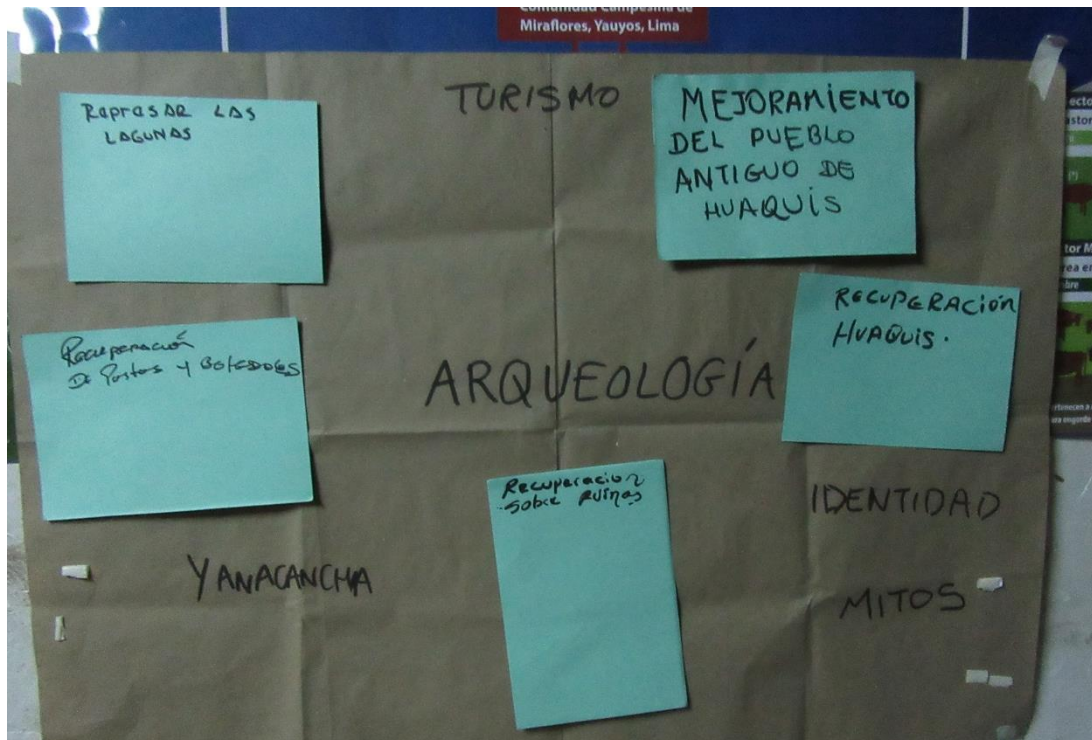 Comunidad Campesina de
Miraflores, Yauyos, Lima
TURISMO
RepresAR LAS
LAGUNAS
MEJORAMIENTO
DEL PUEBLO
ANTIGUO DE
HUAQUIS
RECUPERACIÓN
HUAQUIS.
Recuperación
De Pastos y Bofedales
ARQUEOLOGÍA
Recuperacion
sobre Ruinas
IDENTIDAD
YANACANCHA
MITOS